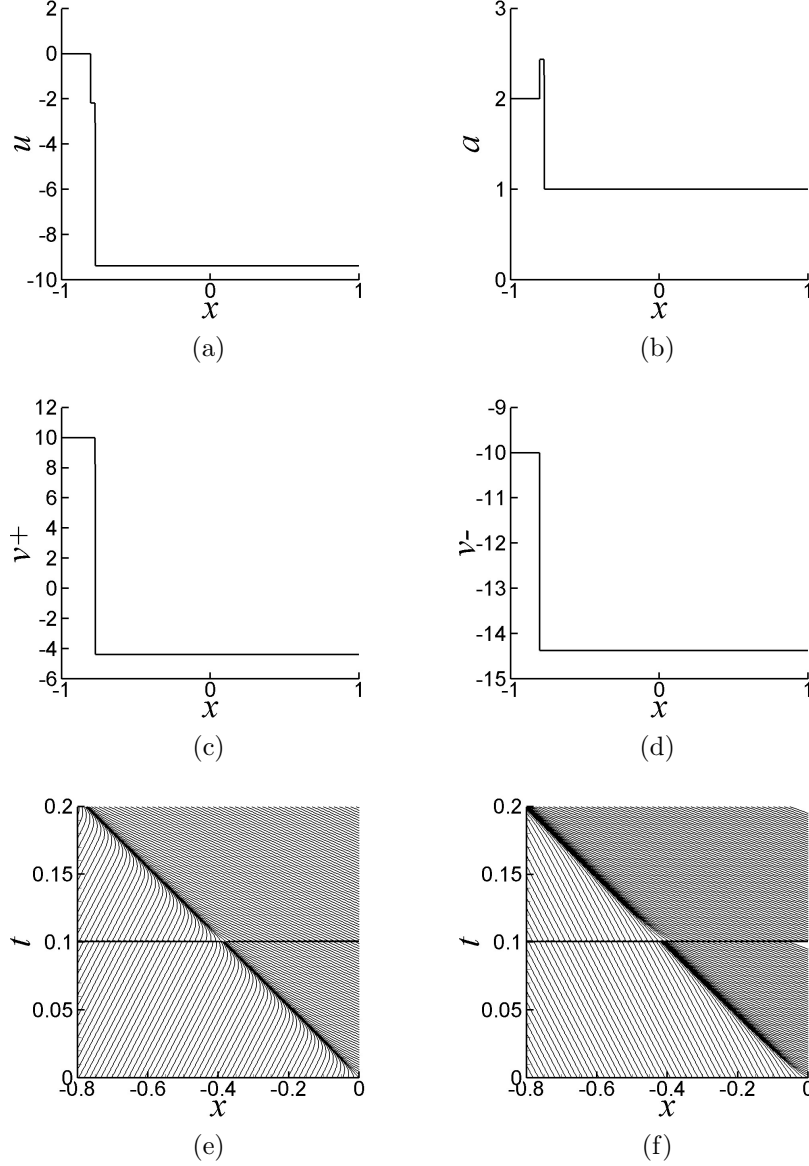 2
0
-2
-4
-6
-8
-10
u
-1 0 1
x
(a)
3
2
1
0
a
-1 0 1
x
(b)
12
10
8
6
4
2
0
-2
-4
-6
v+
-1 0 1
x
(c)
-9
-10
-11
-12
-13
-14
-15
v-
-1 0 1
x
(d)
0.2
0.15
0.1
0.05
0
t
-0.8 -0.6 -0.4 -0.2 0
x
(e)
0.2
0.15
0.1
0.05
0
t
-0.8 -0.6 -0.4 -0.2 0
x
(f)